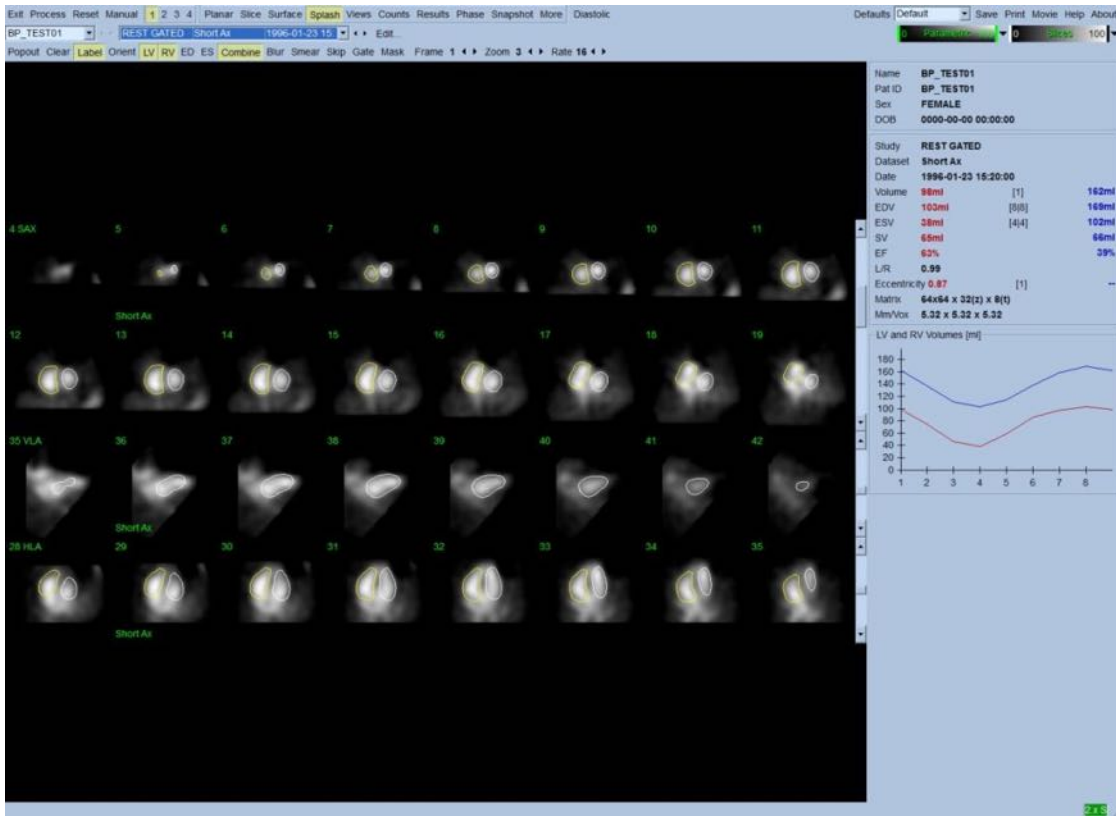 Exit Process Reset Manual 1 2 3 4 Planar Slice Surface Splash Views Counts Results Phase Snapshot More Diastolic Defaults Default Save Print Movie Help About
BP_TEST01 REST GATED Short Ax 1996-01-23 15 Edit... 0 Parametric 0 Slices 100
Popout Clear Label Orient LV RV ED ES Combine Blur Smear Skip Gate Mask Frame 1 Zoom 3 Rate 16
Name BP_TEST01
Pat ID BP_TEST01
Sex FEMALE
DOB 0000-00-00 00:00:00
Study REST GATED
Dataset Short Ax
Date 1996-01-23 15:20:00
Volume 98ml [1] 162ml
EDV 103ml [8|8] 169ml
ESV 38ml [4|4] 102ml
SV 65ml 66ml
EF 63% 39%
L/R 0.99
Eccentricity 0.87 [1] --
Matrix 64x64 x 32(z) x 8(t)
Mm/Vox 5.32 x 5.32 x 5.32
LV and RV Volumes [ml]
180
160
140
120
100
80
60
40
20
0
1 2 3 4 5 6 7 8
4 SAX 5 6 7 8 9 10 11
Short Ax
12 13 14 15 16 17 18 19
35 VLA 36 37 38 39 40 41 42
Short Ax
28 HLA 29 30 31 32 33 34 35
Short Ax
2 x S